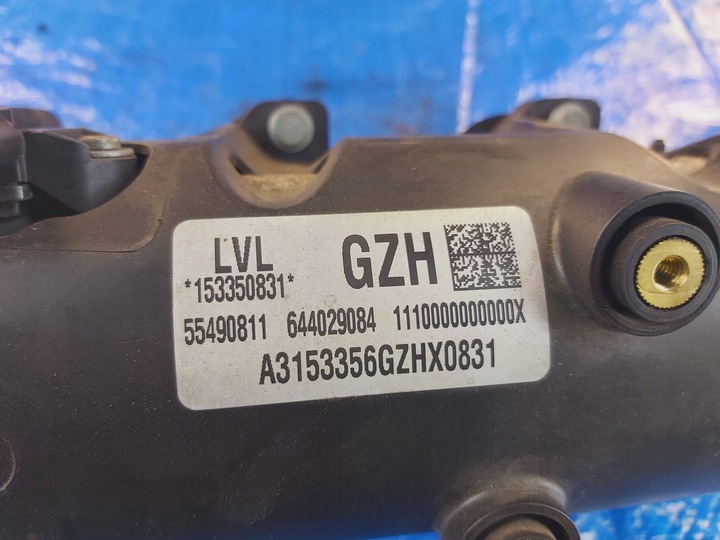 LVL GZH
*153350831*
55490811 644029084 1110000000000X
A3153356GZHX0831